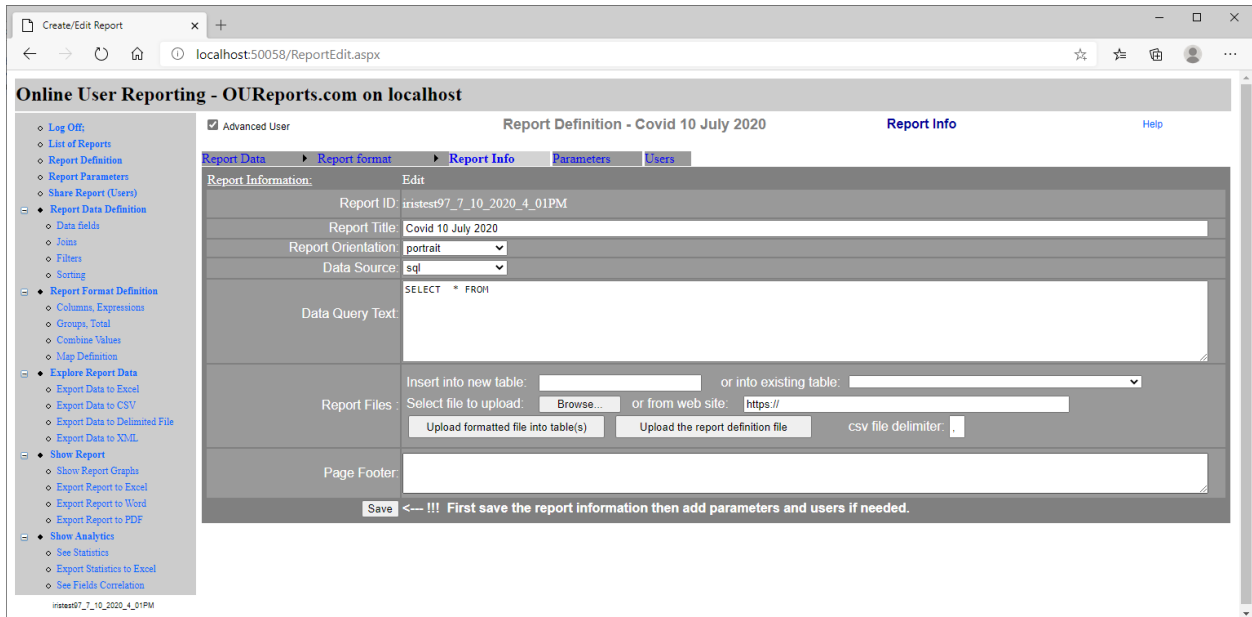 Create/Edit Report
localhost:50058/ReportEdit.aspx
Online User Reporting - OUReports.com on localhost
Log Off;
List of Reports
Report Definition
Report Parameters
Share Report (Users)
Report Data Definition
Data fields
Joins
Filters
Sorting
Report Format Definition
Columns, Expressions
Groups, Total
Combine Values
Map Definition
Explore Report Data
Export Data to Excel
Export Data to CSV
Export Data to Delimited File
Export Data to XML
Show Report
Show Report Graphs
Export Report to Excel
Export Report to Word
Export Report to PDF
Show Analytics
See Statistics
Export Statistics to Excel
See Fields Correlation
iristest97_7_10_2020_4_01PM
Advanced User Report Definition - Covid 10 July 2020 Report Info Help
Report Data Report format Report Info Parameters Users
Report Information: Edit
Report ID: iristest97_7_10_2020_4_01PM
Report Title: Covid 10 July 2020
Report Orientation: portrait
Data Source: sql
Data Query Text: SELECT * FROM
Report Files :
Insert into new table: or into existing table:
Select file to upload: Browse... or from web site: https://
Upload formatted file into table(s) Upload the report definition file csv file delimiter: ,
Page Footer:
Save <--- !!! First save the report information then add parameters and users if needed.